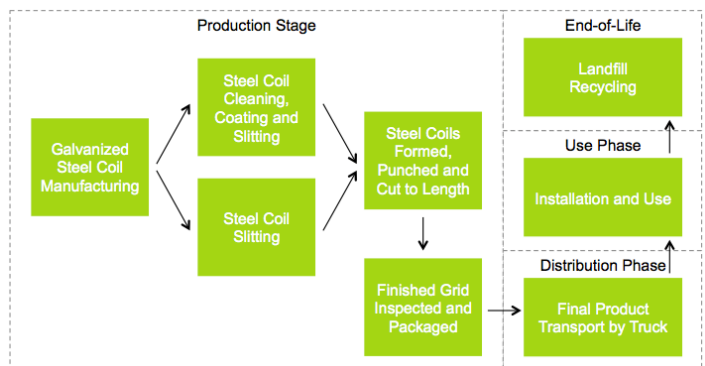 Production Stage
Galvanized
Steel Coil
Manufacturing
Steel Coil
Cleaning,
Coating and
Slitting
Steel Coil
Slitting
Steel Coils
Formed,
Punched and
Cut to Length
Finished Grid
Inspected and
Packaged
Distribution Phase
Final Product
Transport by Truck
Use Phase
Installation and Use
End-of-Life
Landfill
Recycling